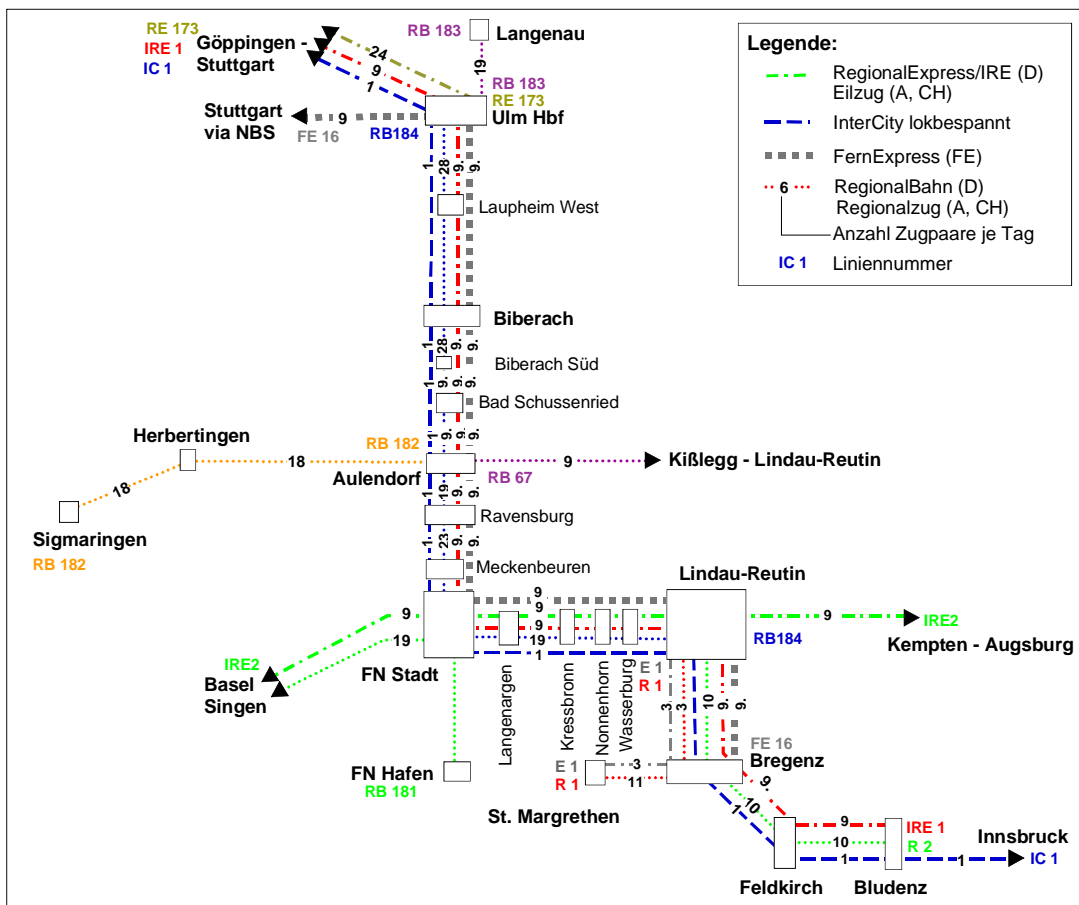 RE 173
IRE 1
IC 1
Göppingen -
Stuttgart
24
9
1
RB 183
Langenau
19
RB 183
RE 173
Ulm Hbf
Stuttgart
via NBS
9
FE 16
RB184
Legende:
RegionalExpress/IRE (D)
Eilzug (A, CH)
InterCity lokbespannt
FernExpress (FE)
6
RegionalBahn (D)
Regionalzug (A, CH)
Anzahl Zugpaare je Tag
IC 1
Liniennummer
1
28
9.
9.
Laupheim West
Biberach
1
28
9.
9.
Biberach Süd
1
9.
9.
9.
Bad Schussenried
1
9.
9.
9.
Herbertingen
RB 182
18
Aulendorf
9
Kißlegg - Lindau-Reutin
RB 67
18
Sigmaringen
RB 182
1
19
9.
9.
Ravensburg
1
23
9.
9.
Meckenbeuren
Lindau-Reutin
9
9
9
19
1
9
19
IRE2
Basel
Singen
FN Stadt
9
IRE2
Kempten - Augsburg
RB184
Langenargen
Kressbronn
Nonnenhorn
Wasserburg
E 1
R 1
3
3
10
9.
9.
FE 16
Bregenz
FN Hafen
RB 181
E 1
R 1
3
11
St. Margrethen
9.
10
1
9
10
1
IRE 1
R 2
Innsbruck
1
IC 1
Feldkirch
Bludenz